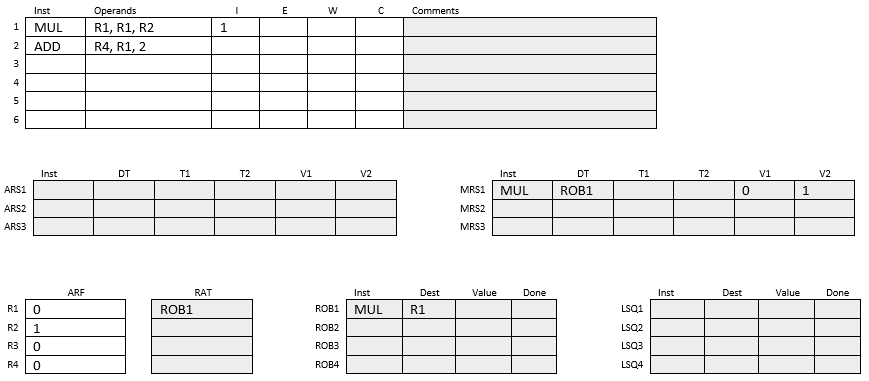 Inst Operands I E W C Comments
1 MUL R1, R1, R2 1
2 ADD R4, R1, 2
3
4
5
6
Inst DT T1 T2 V1 V2 Inst DT T1 T2 V1 V2
ARS1 MRS1 MUL ROB1 0 1
ARS2 MRS2
ARS3 MRS3
ARF RAT Inst Dest Value Done Inst Dest Value Done
R1 0 ROB1 ROB1 MUL R1 LSQ1
R2 1 ROB2 LSQ2
R3 0 ROB3 LSQ3
R4 0 ROB4 LSQ4